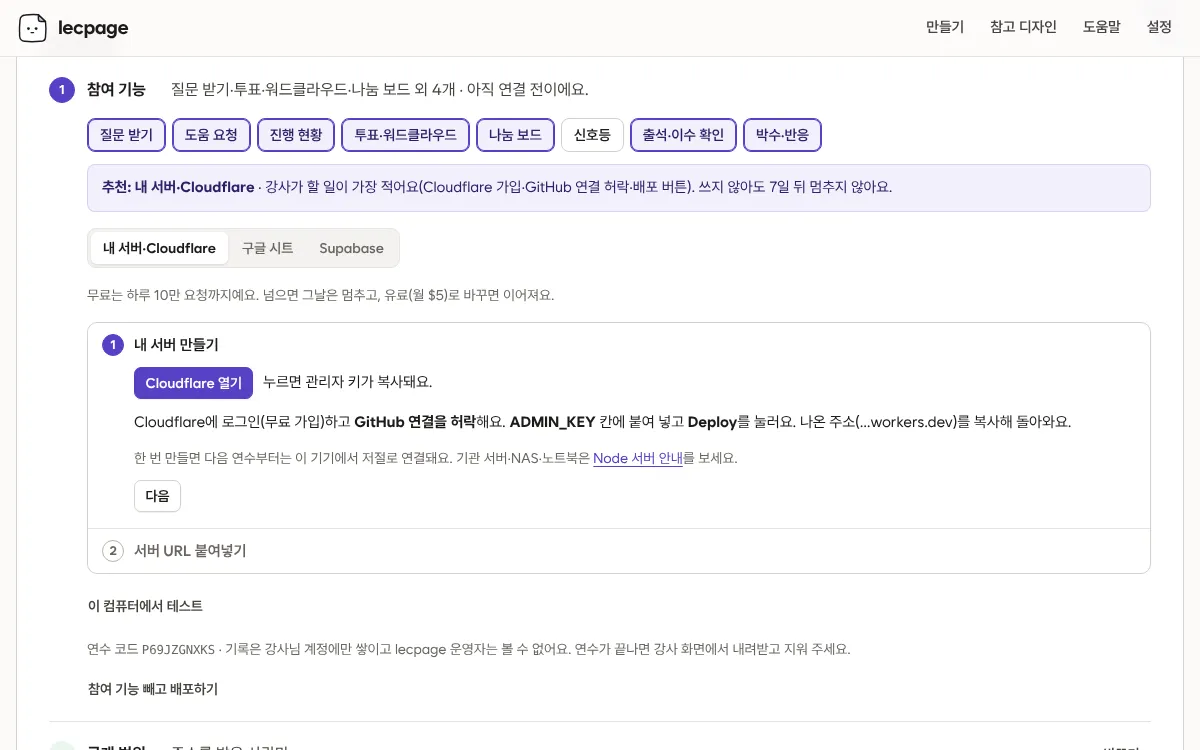 lecpage
만들기 참고 디자인 도움말 설정
1 참여 기능 질문 받기·투표·워드클라우드·나눔 보드 외 4개 · 아직 연결 전이에요.
질문 받기 도움 요청 진행 현황 투표·워드클라우드 나눔 보드 신호등 출석·이수 확인 박수·반응
추천: 내 서버·Cloudflare · 강사가 할 일이 가장 적어요(Cloudflare 가입·GitHub 연결 허락·배포 버튼). 쓰지 않아도 7일 뒤 멈추지 않아요.
내 서버·Cloudflare 구글 시트 Supabase
무료는 하루 10만 요청까지예요. 넘으면 그날은 멈추고, 유료(월 $5)로 바꾸면 이어져요.
1 내 서버 만들기
Cloudflare 열기 누르면 관리자 키가 복사돼요.
Cloudflare에 로그인(무료 가입)하고 GitHub 연결을 허락해요. ADMIN_KEY 칸에 붙여 넣고 Deploy를 눌러요. 나온 주소(...workers.dev)를 복사해 돌아와요.
한 번 만들면 다음 연수부터는 이 기기에서 저절로 연결돼요. 기관 서버·NAS·노트북은 Node 서버 안내를 보세요.
다음
2 서버 URL 붙여넣기
이 컴퓨터에서 테스트
연수 코드 P69JZGNXKS · 기록은 강사님 계정에만 쌓이고 lecpage 운영자는 볼 수 없어요. 연수가 끝나면 강사 화면에서 내려받고 지워 주세요.
참여 기능 빼고 배포하기